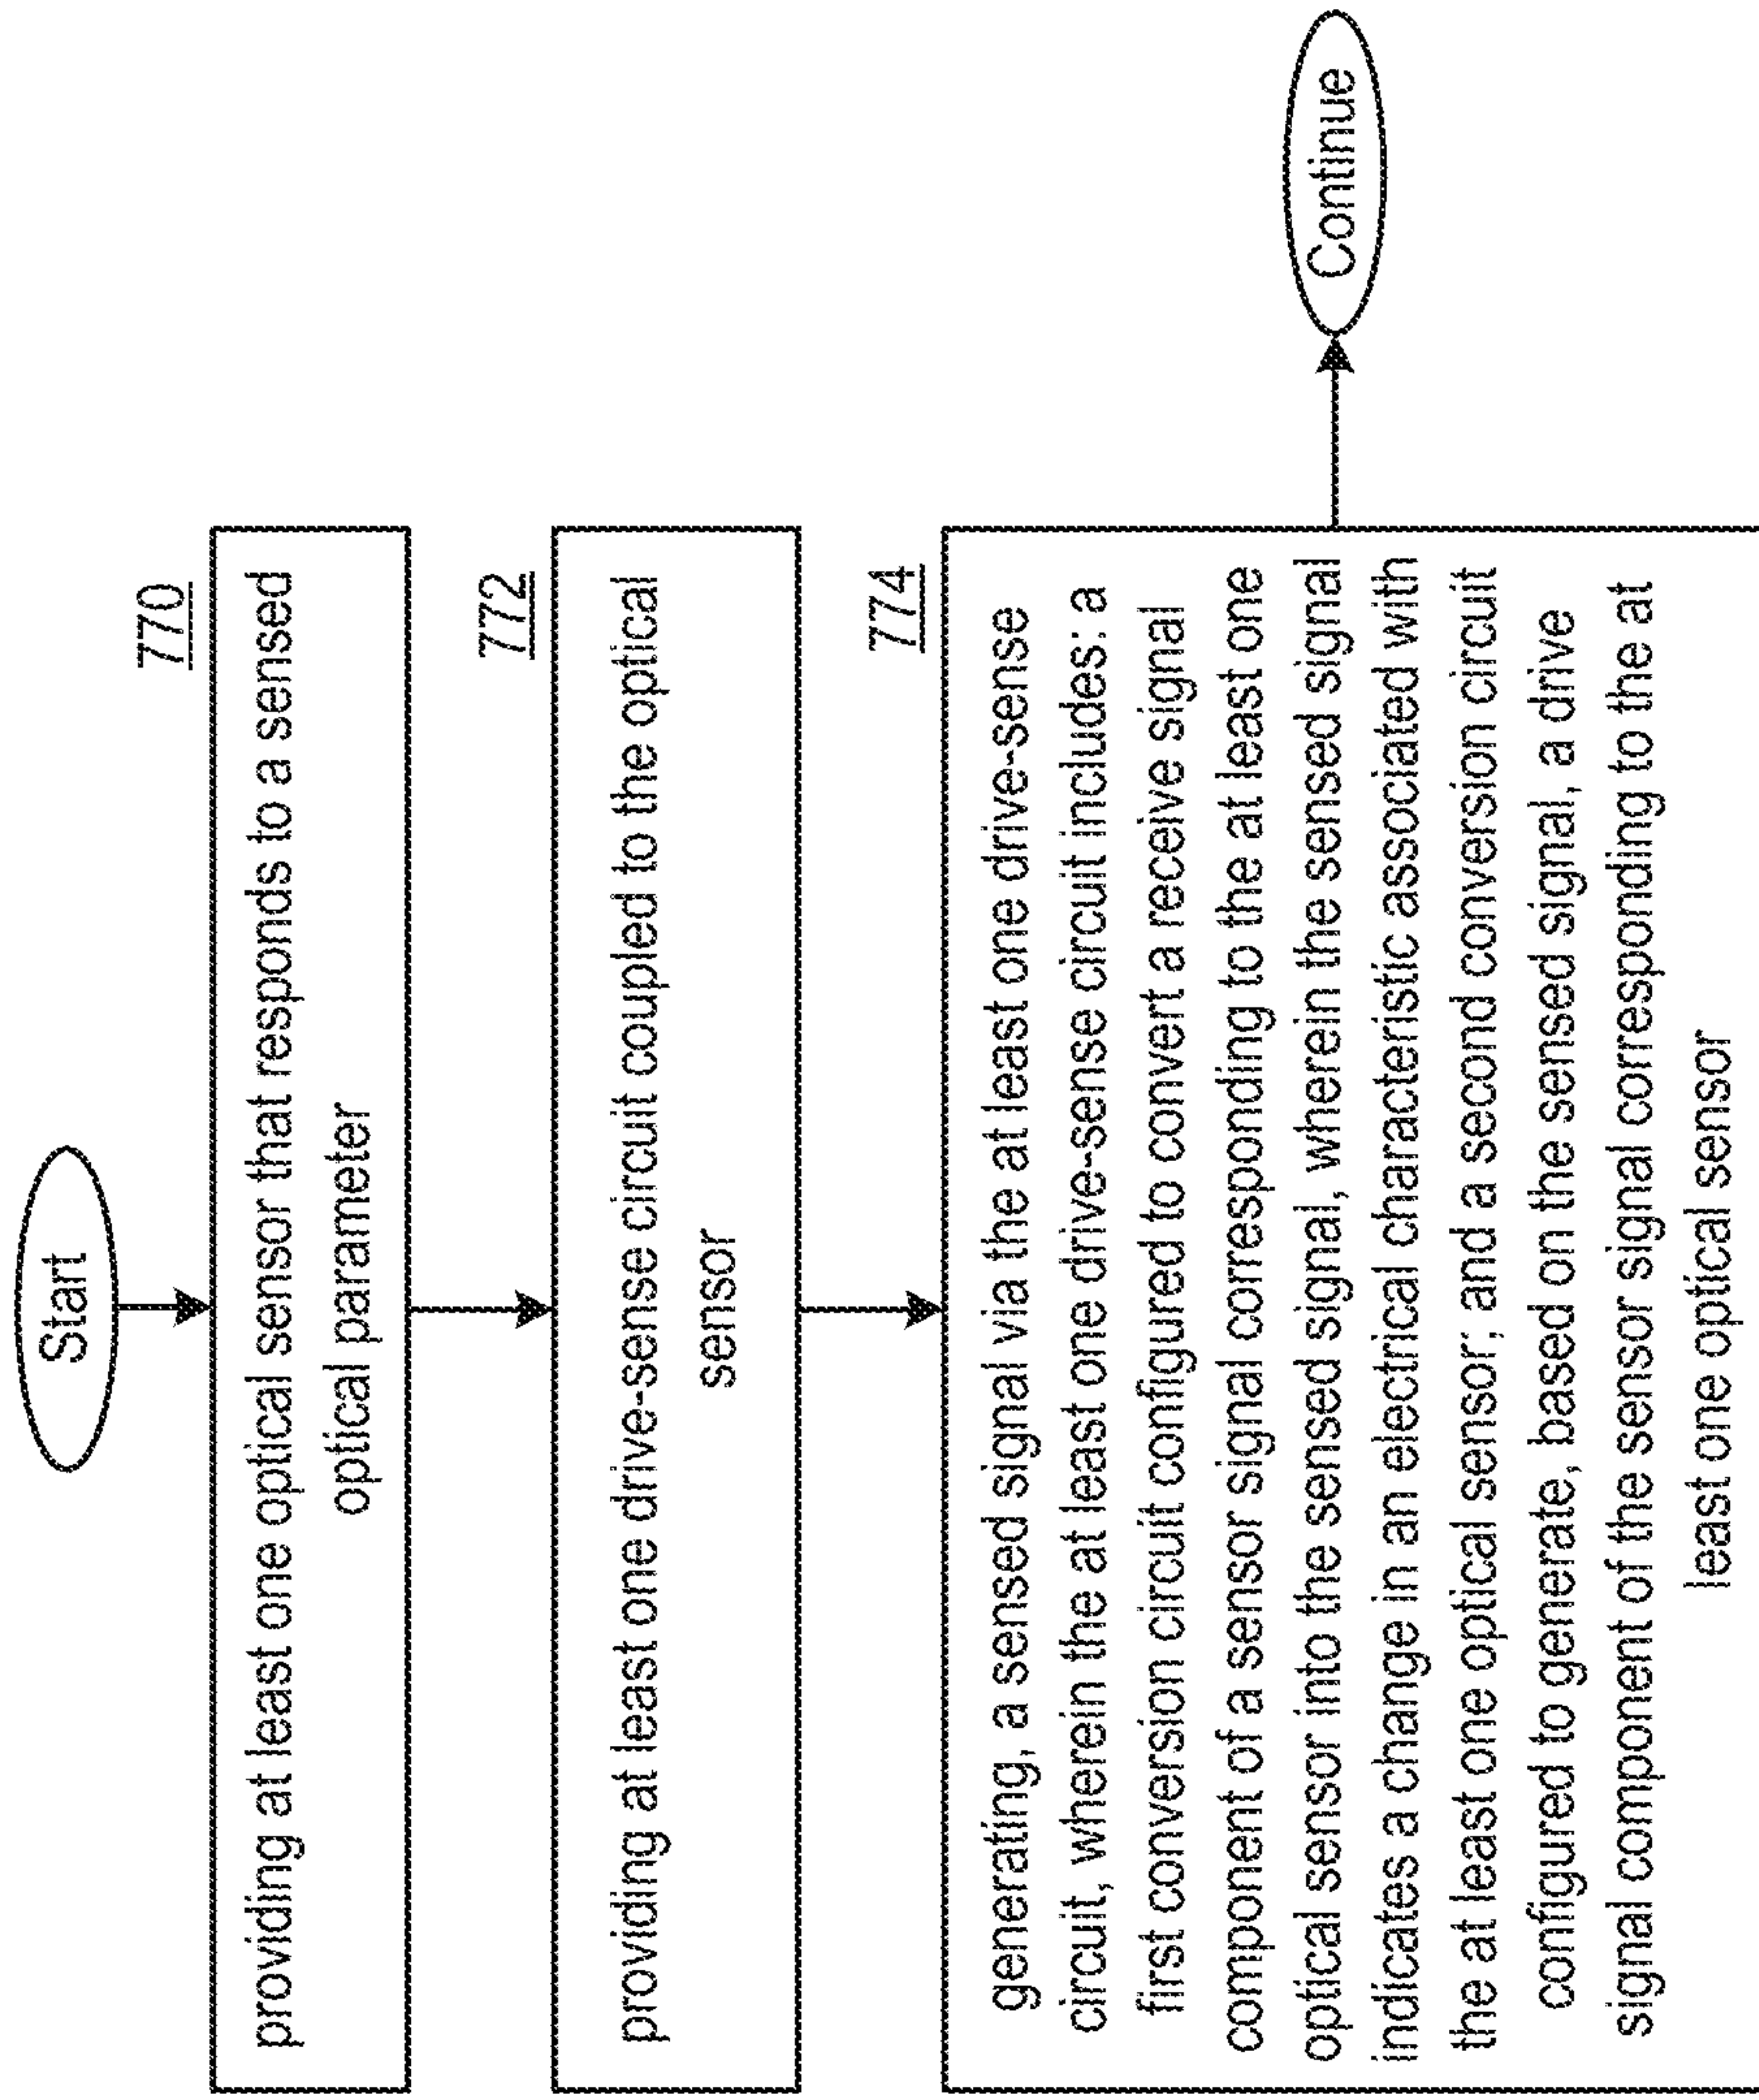 Start
770
providing at least one optical sensor that responds to a sensed
optical parameter
772
providing at least one drive-sense circuit coupled to the optical
sensor
774
generating, a sensed signal via the at least one drive-sense
circuit, wherein the at least one drive-sense circuit includes: a
first conversion circuit configured to convert a receive signal
component of a sensor signal corresponding to the at least one
optical sensor into the sensed signal, wherein the sensed signal
indicates a change in an electrical characteristic associated with
the at least one optical sensor; and a second conversion circuit
configured to generate, based on the sensed signal, a drive
signal component of the sensor signal corresponding to the at
least one optical sensor
Continue